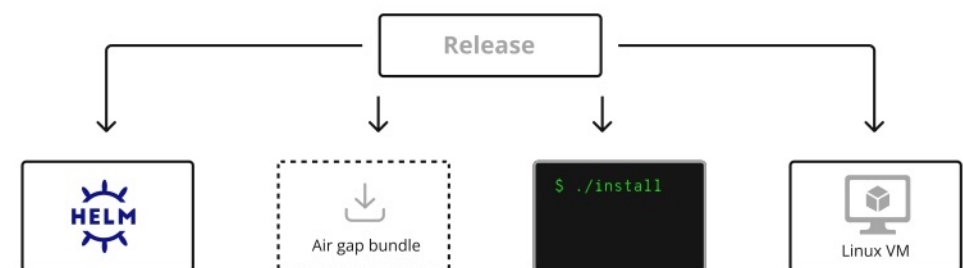 Release
HELM
Air gap bundle
$ ./install
Linux VM